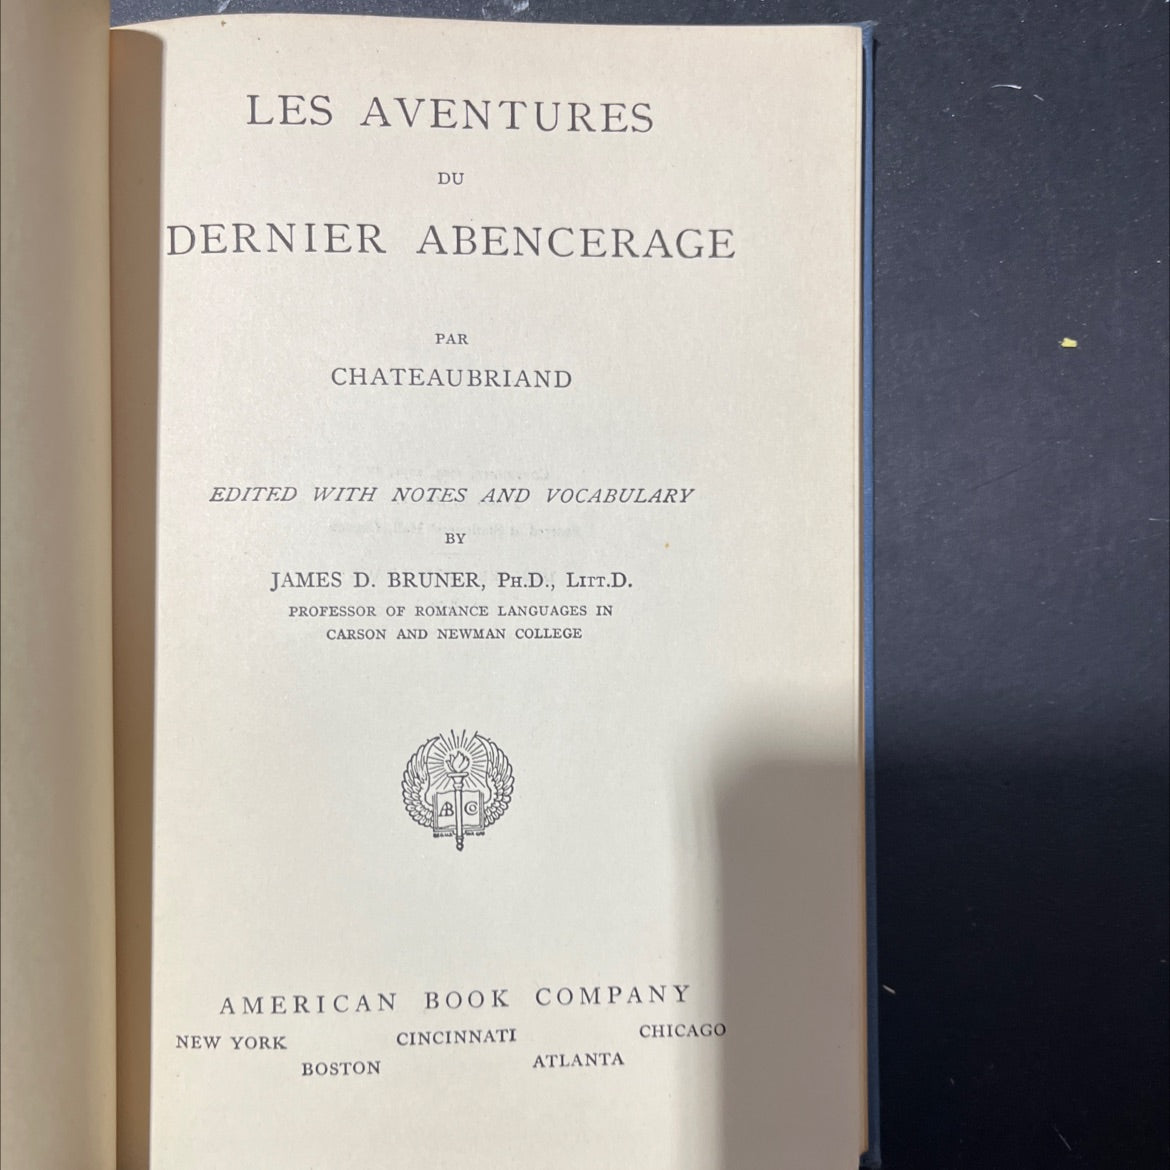 LES AVENTURES
DU
DERNIER ABENCERAGE
PAR
CHATEAUBRIAND
EDITED WITH NOTES AND VOCABULARY
BY
JAMES D. BRUNER, PH.D., LITT.D.
PROFESSOR OF ROMANCE LANGUAGES IN
CARSON AND NEWMAN COLLEGE
AB C
AMERICAN BOOK COMPANY
NEW YORK CINCINNATI CHICAGO
BOSTON ATLANTA